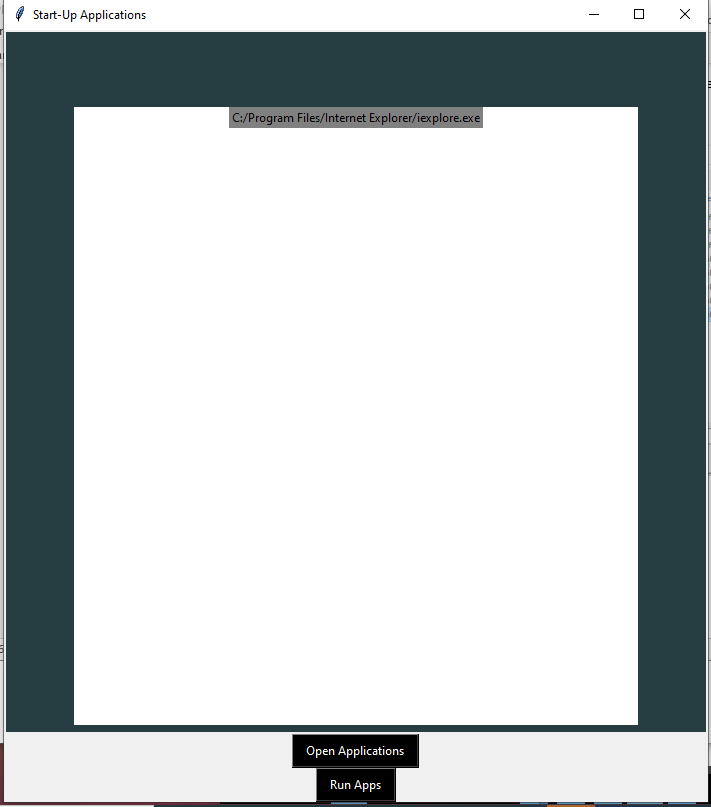 Start-Up Applications
C:/Program Files/Internet Explorer/iexplore.exe
Open Applications
Run Apps